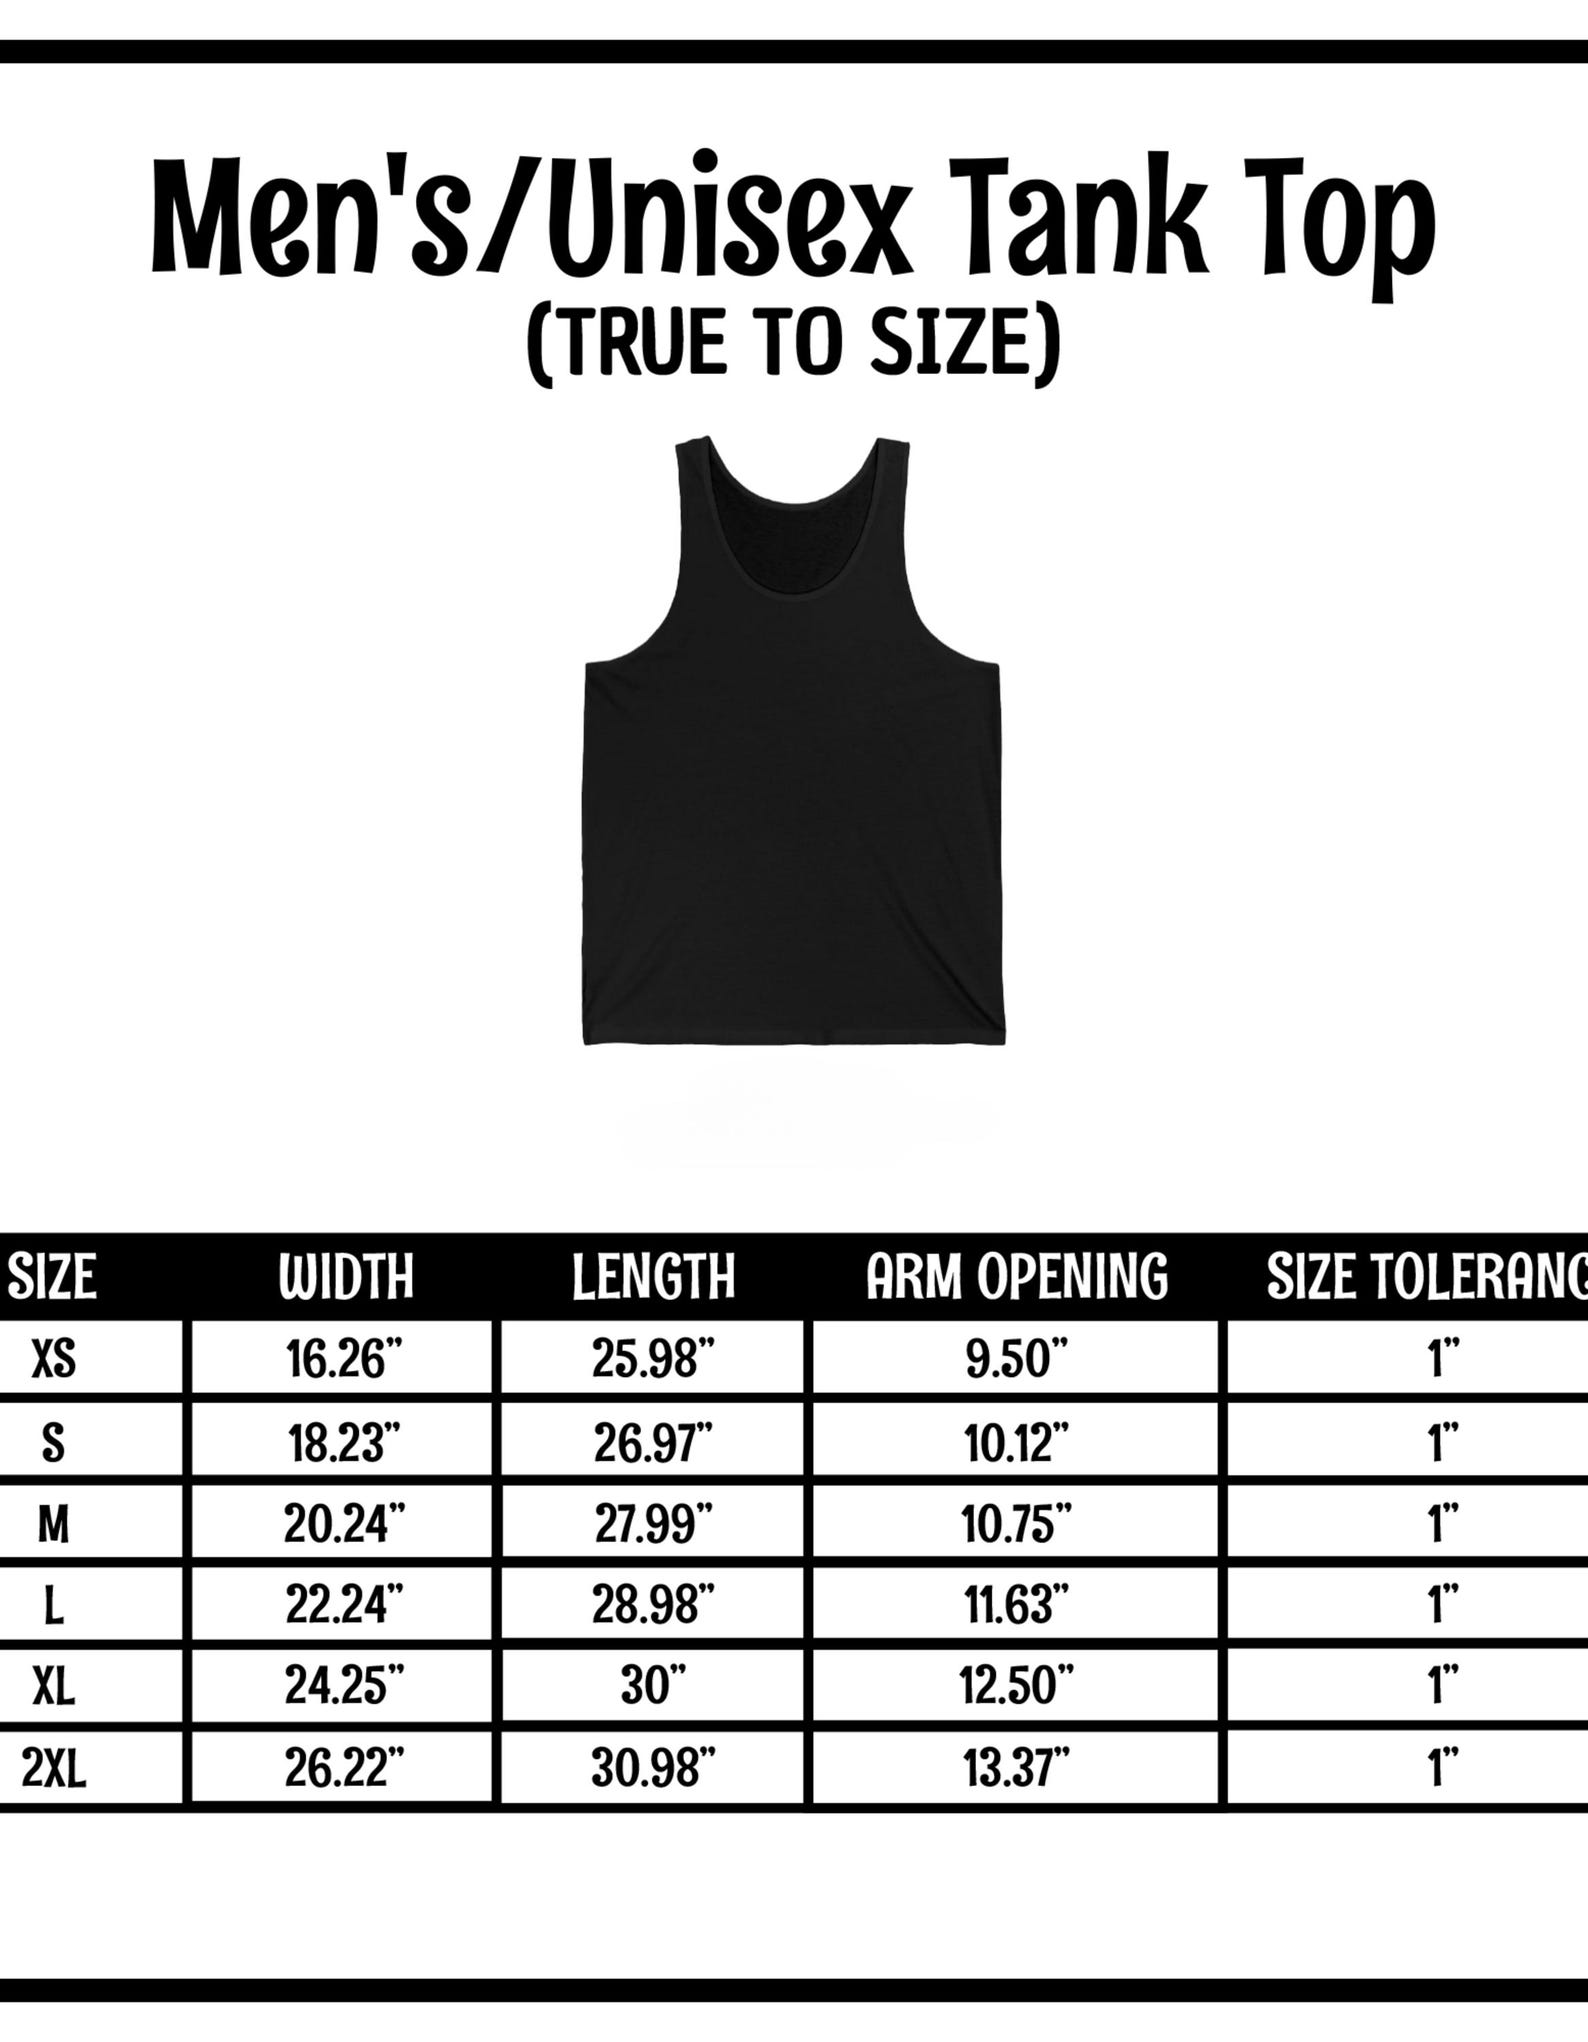 Men's/Unisex Tank Top
(TRUE TO SIZE)
SIZE WIDTH LENGTH ARM OPENING SIZE TOLERANC
XS 16.26” 25.98” 9.50” 1”
S 18.23” 26.97” 10.12” 1”
M 20.24” 27.99” 10.75” 1”
L 22.24” 28.98” 11.63” 1”
XL 24.25” 30” 12.50” 1”
2XL 26.22” 30.98” 13.37” 1”